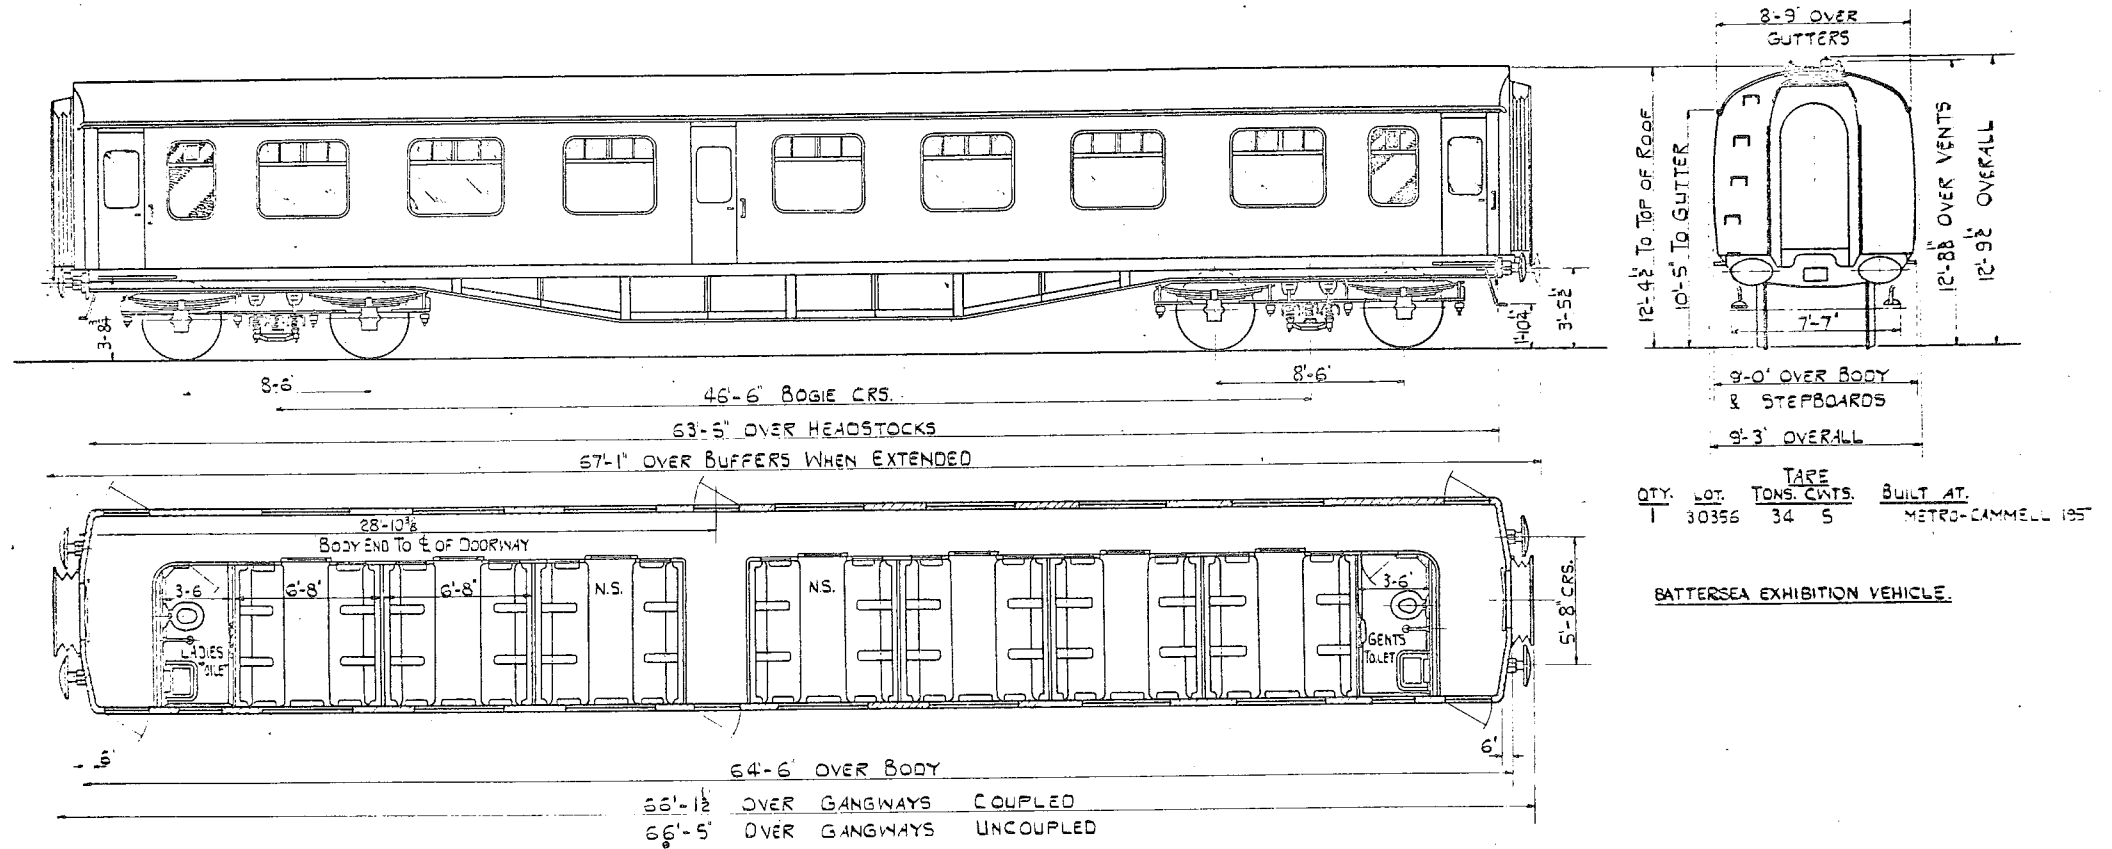 8'-9" OVER
GUTTERS
12'-4½" TO TOP OF ROOF
10'-5" TO GUTTER
12'-8⅝" OVER VENTS
12'-9½" OVERALL
3'-8¼"
1'-10¼"
3'-5½"
7'-7"
8'-6"
46'-6" BOGIE CRS.
8'-6"
63'-5" OVER HEADSTOCKS
67'-1" OVER BUFFERS WHEN EXTENDED
9'-0" OVER BODY
& STEPBOARDS
9'-3" OVERALL
TARE
QTY. LOT. TONS. CWTS. BUILT AT.
1 30356 34 5 METRO-CAMMELL
BATTERSEA EXHIBITION VEHICLE.
28'-10⅜"
BODY END TO ℄ OF DOORWAY
3'-6
6'-8"
6'-8"
N.S.
N.S.
3'-6"
LADIES
TOILET
GENTS
TOILET
5'-8" CRS.
6"
6"
64'-6" OVER BODY
66'-1½" OVER GANGWAYS COUPLED
66'-5" OVER GANGWAYS UNCOUPLED